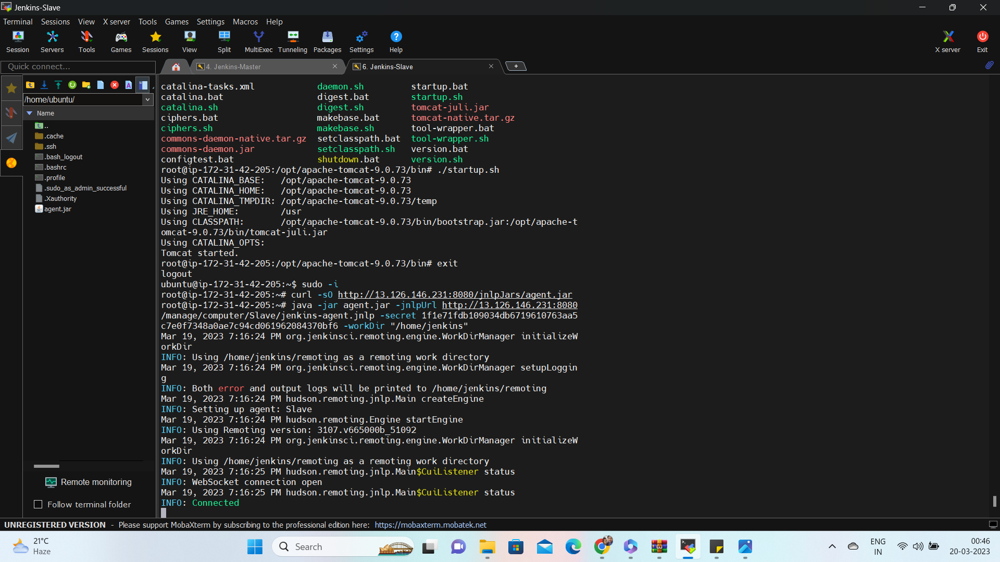 Jenkins-Slave
Terminal Sessions View X server Tools Games Settings Macros Help
Session Servers Tools Games Sessions View Split MultiExec Tunneling Packages Settings Help X server Exit
Quick connect...
4. Jenkins-Master
6. Jenkins-Slave
/home/ubuntu/
Name
..
.cache
.ssh
.bash_logout
.bashrc
.profile
.sudo_as_admin_successful
.Xauthority
agent.jar
Remote monitoring
Follow terminal folder
catalina-tasks.xml daemon.sh startup.bat
catalina.bat digest.bat startup.sh
catalina.sh digest.sh tomcat-juli.jar
ciphers.bat makebase.bat tomcat-native.tar.gz
ciphers.sh makebase.sh tool-wrapper.bat
commons-daemon-native.tar.gz setclasspath.bat tool-wrapper.sh
commons-daemon.jar setclasspath.sh version.bat
configtest.bat shutdown.bat version.sh
root@ip-172-31-42-205:/opt/apache-tomcat-9.0.73/bin# ./startup.sh
Using CATALINA_BASE: /opt/apache-tomcat-9.0.73
Using CATALINA_HOME: /opt/apache-tomcat-9.0.73
Using CATALINA_TMPDIR: /opt/apache-tomcat-9.0.73/temp
Using JRE_HOME: /usr
Using CLASSPATH: /opt/apache-tomcat-9.0.73/bin/bootstrap.jar:/opt/apache-t
omcat-9.0.73/bin/tomcat-juli.jar
Using CATALINA_OPTS:
Tomcat started.
root@ip-172-31-42-205:/opt/apache-tomcat-9.0.73/bin# exit
logout
ubuntu@ip-172-31-42-205:~$ sudo -i
root@ip-172-31-42-205:~# curl -sO http://13.126.146.231:8080/jnlpJars/agent.jar
root@ip-172-31-42-205:~# java -jar agent.jar -jnlpUrl http://13.126.146.231:8080
/manage/computer/Slave/jenkins-agent.jnlp -secret 1f1e71fdb109034db6719610763aa5
c7e0f7348a0ae7c94cd061962084370bf6 -workDir "/home/jenkins"
Mar 19, 2023 7:16:24 PM org.jenkinsci.remoting.engine.WorkDirManager initializeW
orkDir
INFO: Using /home/jenkins/remoting as a remoting work directory
Mar 19, 2023 7:16:24 PM org.jenkinsci.remoting.engine.WorkDirManager setupLoggin
g
INFO: Both error and output logs will be printed to /home/jenkins/remoting
Mar 19, 2023 7:16:24 PM hudson.remoting.jnlp.Main createEngine
INFO: Setting up agent: Slave
Mar 19, 2023 7:16:24 PM hudson.remoting.Engine startEngine
INFO: Using Remoting version: 3107.v665000b_51092
Mar 19, 2023 7:16:24 PM org.jenkinsci.remoting.engine.WorkDirManager initializeW
orkDir
INFO: Using /home/jenkins/remoting as a remoting work directory
Mar 19, 2023 7:16:25 PM hudson.remoting.jnlp.Main$CuiListener status
INFO: WebSocket connection open
Mar 19, 2023 7:16:25 PM hudson.remoting.jnlp.Main$CuiListener status
INFO: Connected
UNREGISTERED VERSION - Please support MobaXterm by subscribing to the professional edition here: https://mobaxterm.mobatek.net
21°C
Haze
Search
ENG
IN
00:46
20-03-2023